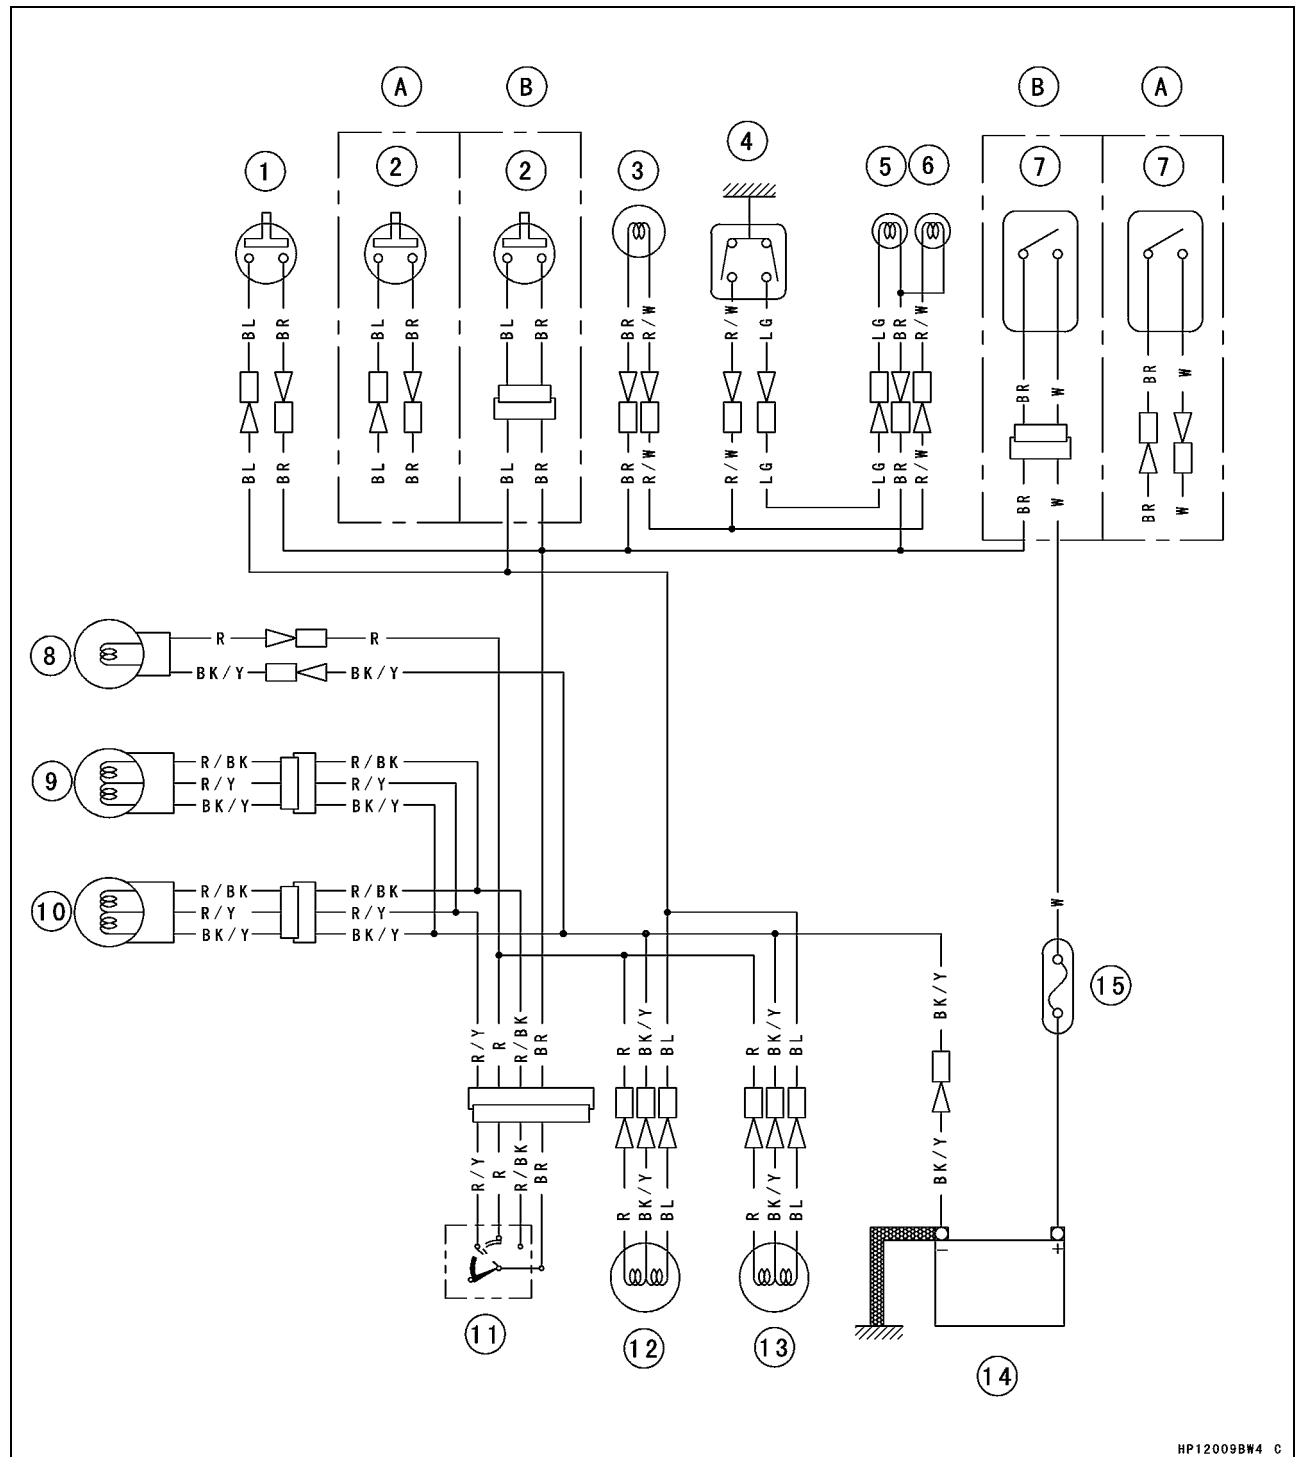 A B B A
1 2 2 3 4 5 6 7 7
BL BR BL BR BL BR BR R/W R/W LG LG BR R/W BR W BR W
BL BR BL BR BL BR BR R/W R/W LG LG BR R/W BR W BR W
8 R R
BK/Y BK/Y
9 R/BK R/BK
R/Y R/Y
BK/Y BK/Y
10 R/BK R/BK
R/Y R/Y
BK/Y BK/Y
W
15
BK/Y
R/Y R R/BK BR R BK/Y BL R BK/Y BL
R/Y R R/BK BR R BK/Y BL R BK/Y BL BK/Y
− +
11 12 13 14
HP12009BW4 C